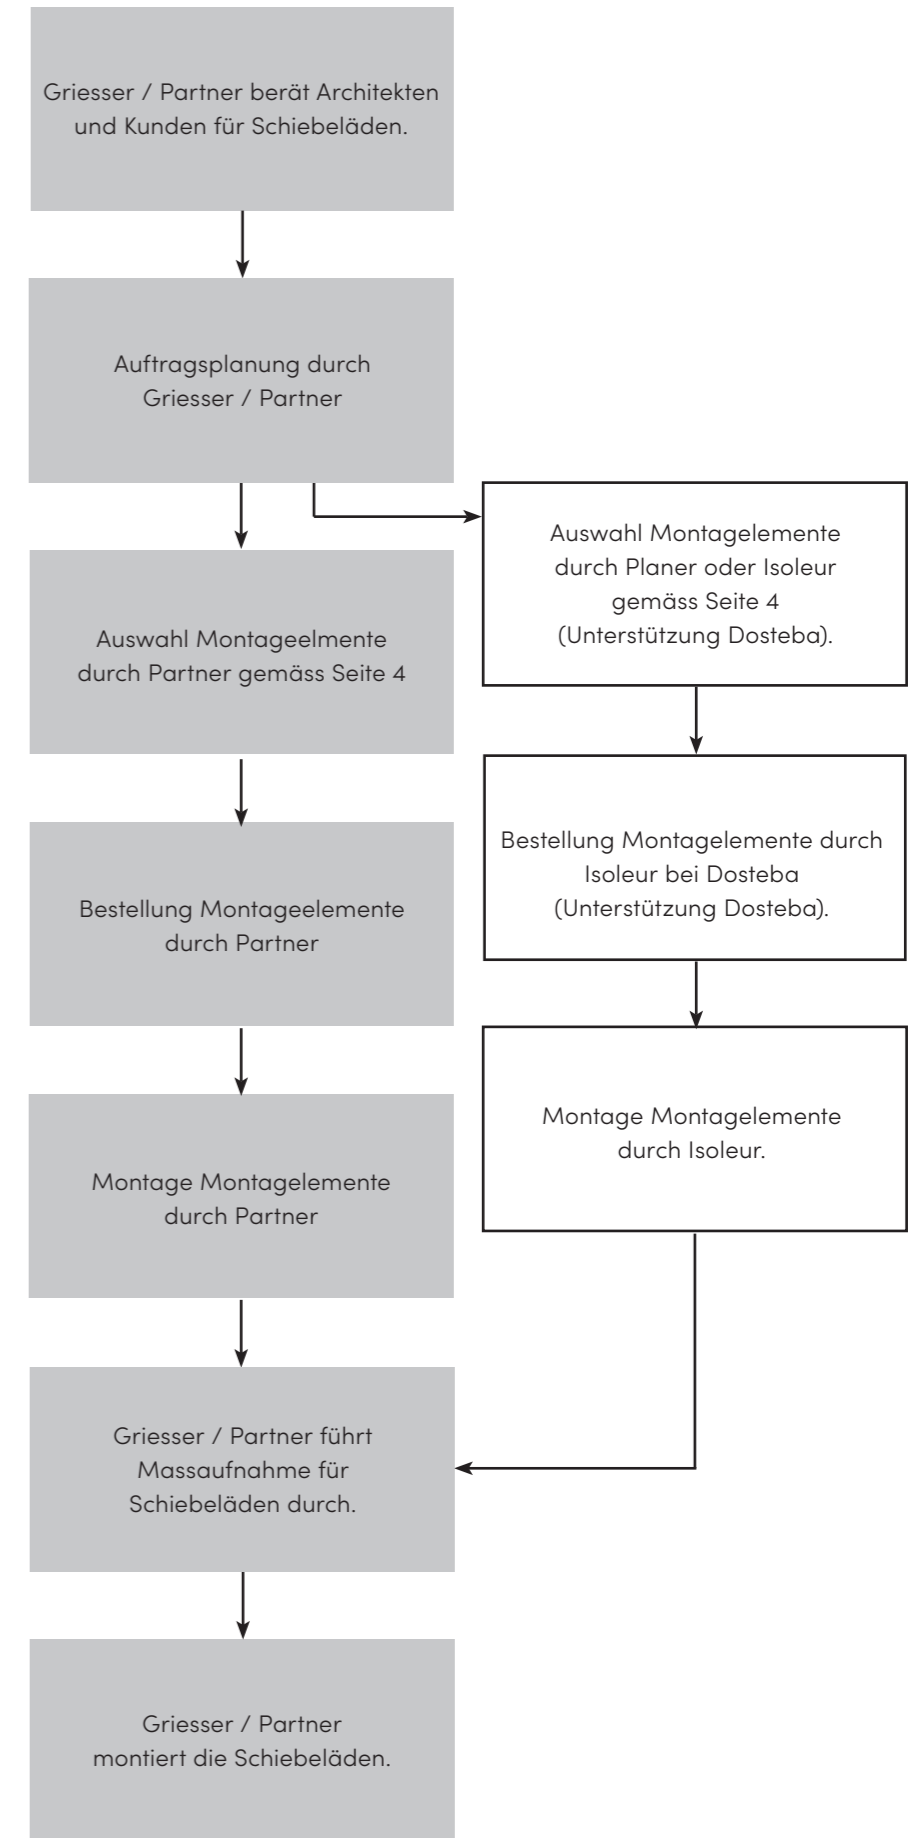 Griesser / Partner berät Architekten
und Kunden für Schiebeläden.
Auftragsplanung durch
Griesser / Partner
Auswahl Montageelmente
durch Partner gemäss Seite 4
Bestellung Montageelemente
durch Partner
Montage Montagelemente
durch Partner
Auswahl Montagelemente
durch Planer oder Isoleur
gemäss Seite 4
(Unterstützung Dosteba).
Bestellung Montagelemente durch
Isoleur bei Dosteba
(Unterstützung Dosteba).
Montage Montagelemente
durch Isoleur.
Griesser / Partner führt
Massaufnahme für
Schiebeläden durch.
Griesser / Partner
montiert die Schiebeläden.